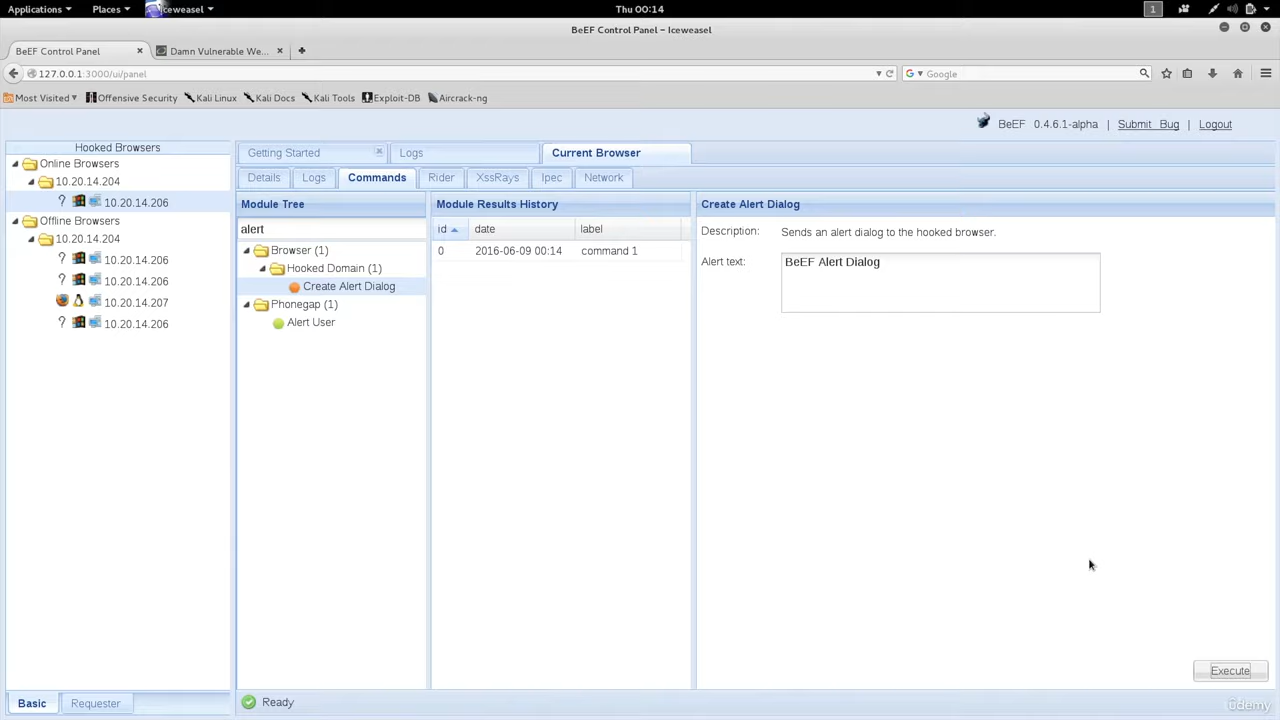 Applications Places Iceweasel Thu 00:14 1
BeEF Control Panel – Iceweasel
BeEF Control Panel Damn Vulnerable We...
127.0.0.1:3000/ui/panel Google
Most Visited Offensive Security Kali Linux Kali Docs Kali Tools Exploit-DB Aircrack-ng
BeEF 0.4.6.1-alpha | Submit Bug | Logout
Hooked Browsers
Online Browsers
10.20.14.204
? 10.20.14.206
Offline Browsers
10.20.14.204
? 10.20.14.206
? 10.20.14.206
10.20.14.207
? 10.20.14.206
Basic Requester
Getting Started Logs Current Browser
Details Logs Commands Rider XssRays Ipec Network
Module Tree
alert
Browser (1)
Hooked Domain (1)
Create Alert Dialog
Phonegap (1)
Alert User
Module Results History
id date label
0 2016-06-09 00:14 command 1
Create Alert Dialog
Description: Sends an alert dialog to the hooked browser.
Alert text: BeEF Alert Dialog
Execute
Ready
ûdemy